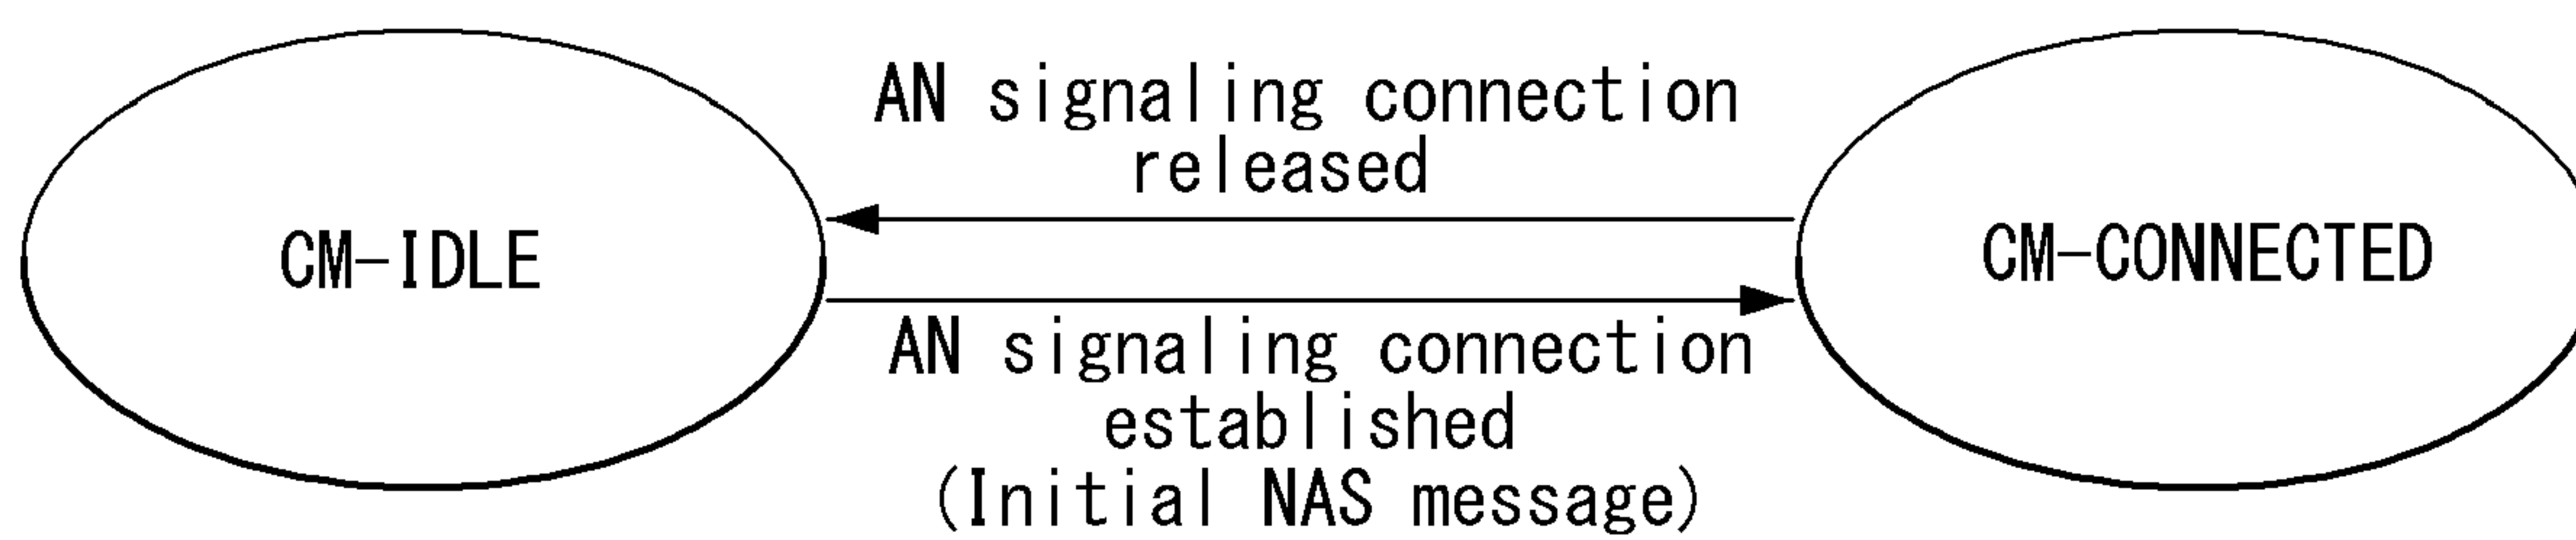 AN signaling connection
released
CM-IDLE
CM-CONNECTED
AN signaling connection
established
(Initial NAS message)